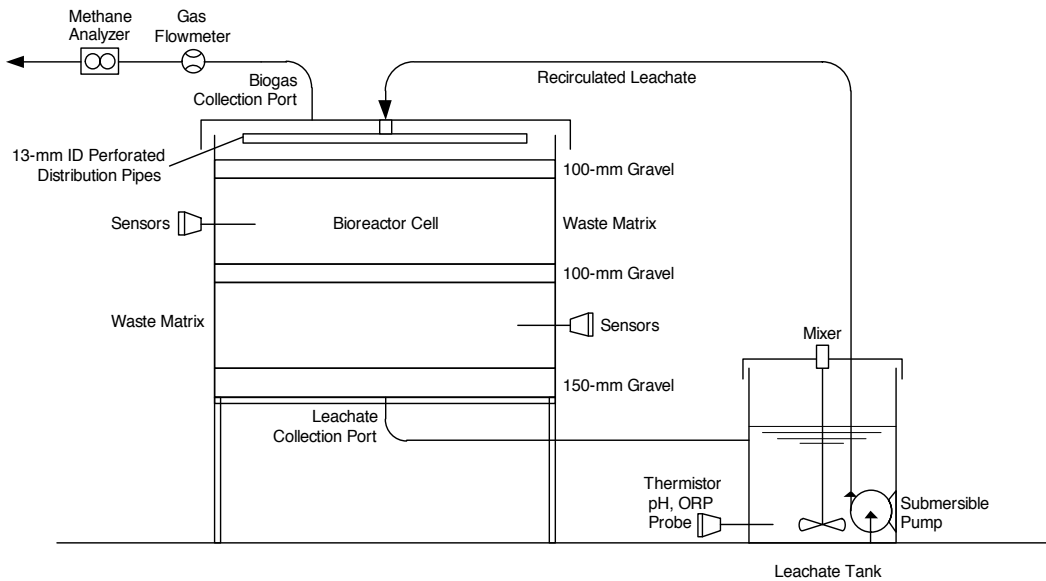 Methane
Analyzer
Gas
Flowmeter
Biogas
Collection Port
Recirculated Leachate
13-mm ID Perforated
Distribution Pipes
100-mm Gravel
Sensors
Bioreactor Cell
Waste Matrix
100-mm Gravel
Waste Matrix
Sensors
Mixer
150-mm Gravel
Leachate
Collection Port
Thermistor
pH, ORP
Probe
Submersible
Pump
Leachate Tank